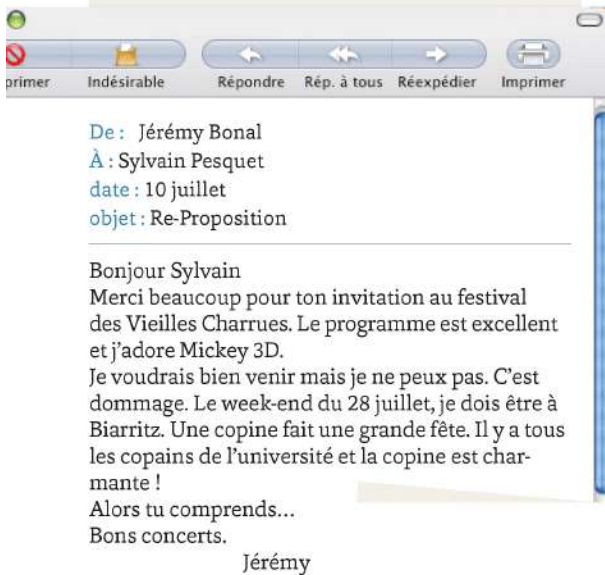 primer Indésirable Répondre Rép. à tous Réexpédier Imprimer
De : Jérémy Bonal
À : Sylvain Pesquet
date : 10 juillet
objet : Re-Proposition
Bonjour Sylvain
Merci beaucoup pour ton invitation au festival
des Vieilles Charrues. Le programme est excellent
et j'adore Mickey 3D.
Je voudrais bien venir mais je ne peux pas. C'est
dommage. Le week-end du 28 juillet, je dois être à
Biarritz. Une copine fait une grande fête. Il y a tous
les copains de l'université et la copine est char-
mante !
Alors tu comprends...
Bons concerts.
Jérémy